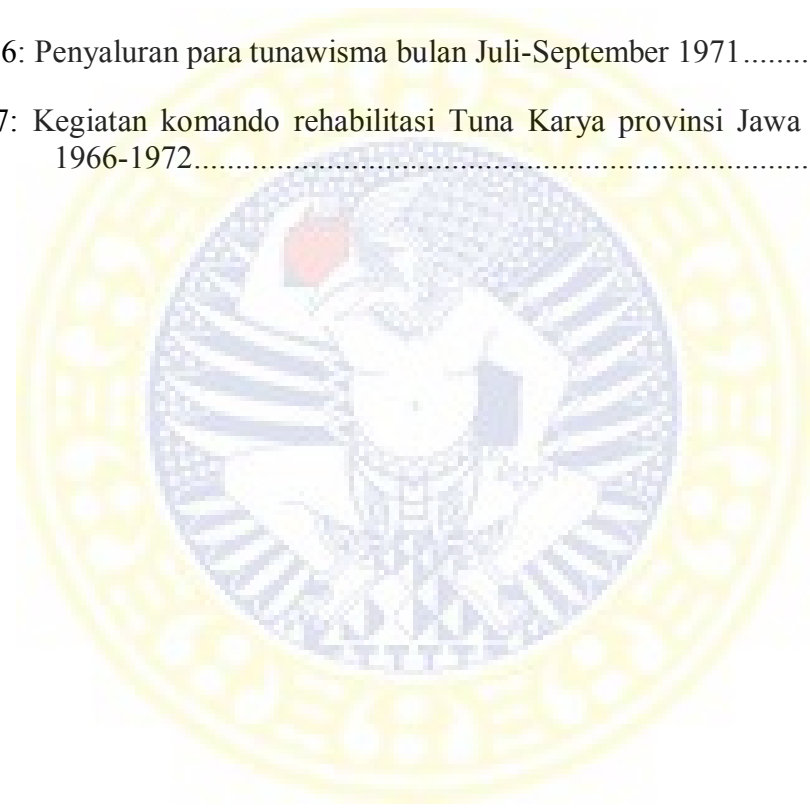 6: Penyaluran para tunawisma bulan Juli-September 1971........
7: Kegiatan komando rehabilitasi Tuna Karya provinsi Jawa
1966-1972......................................................................